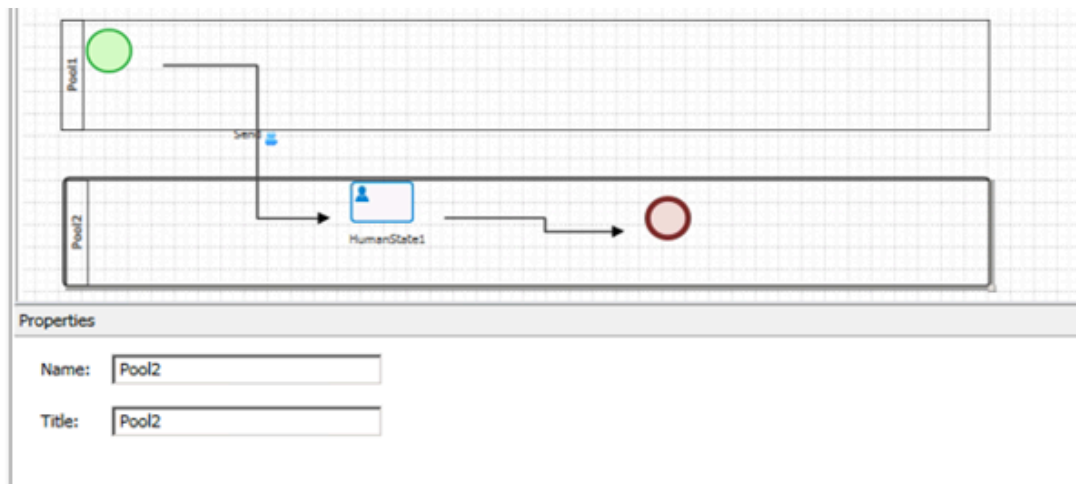 Pool1
Send
Pool2
HumanState1
Properties
Name: Pool2
Title: Pool2